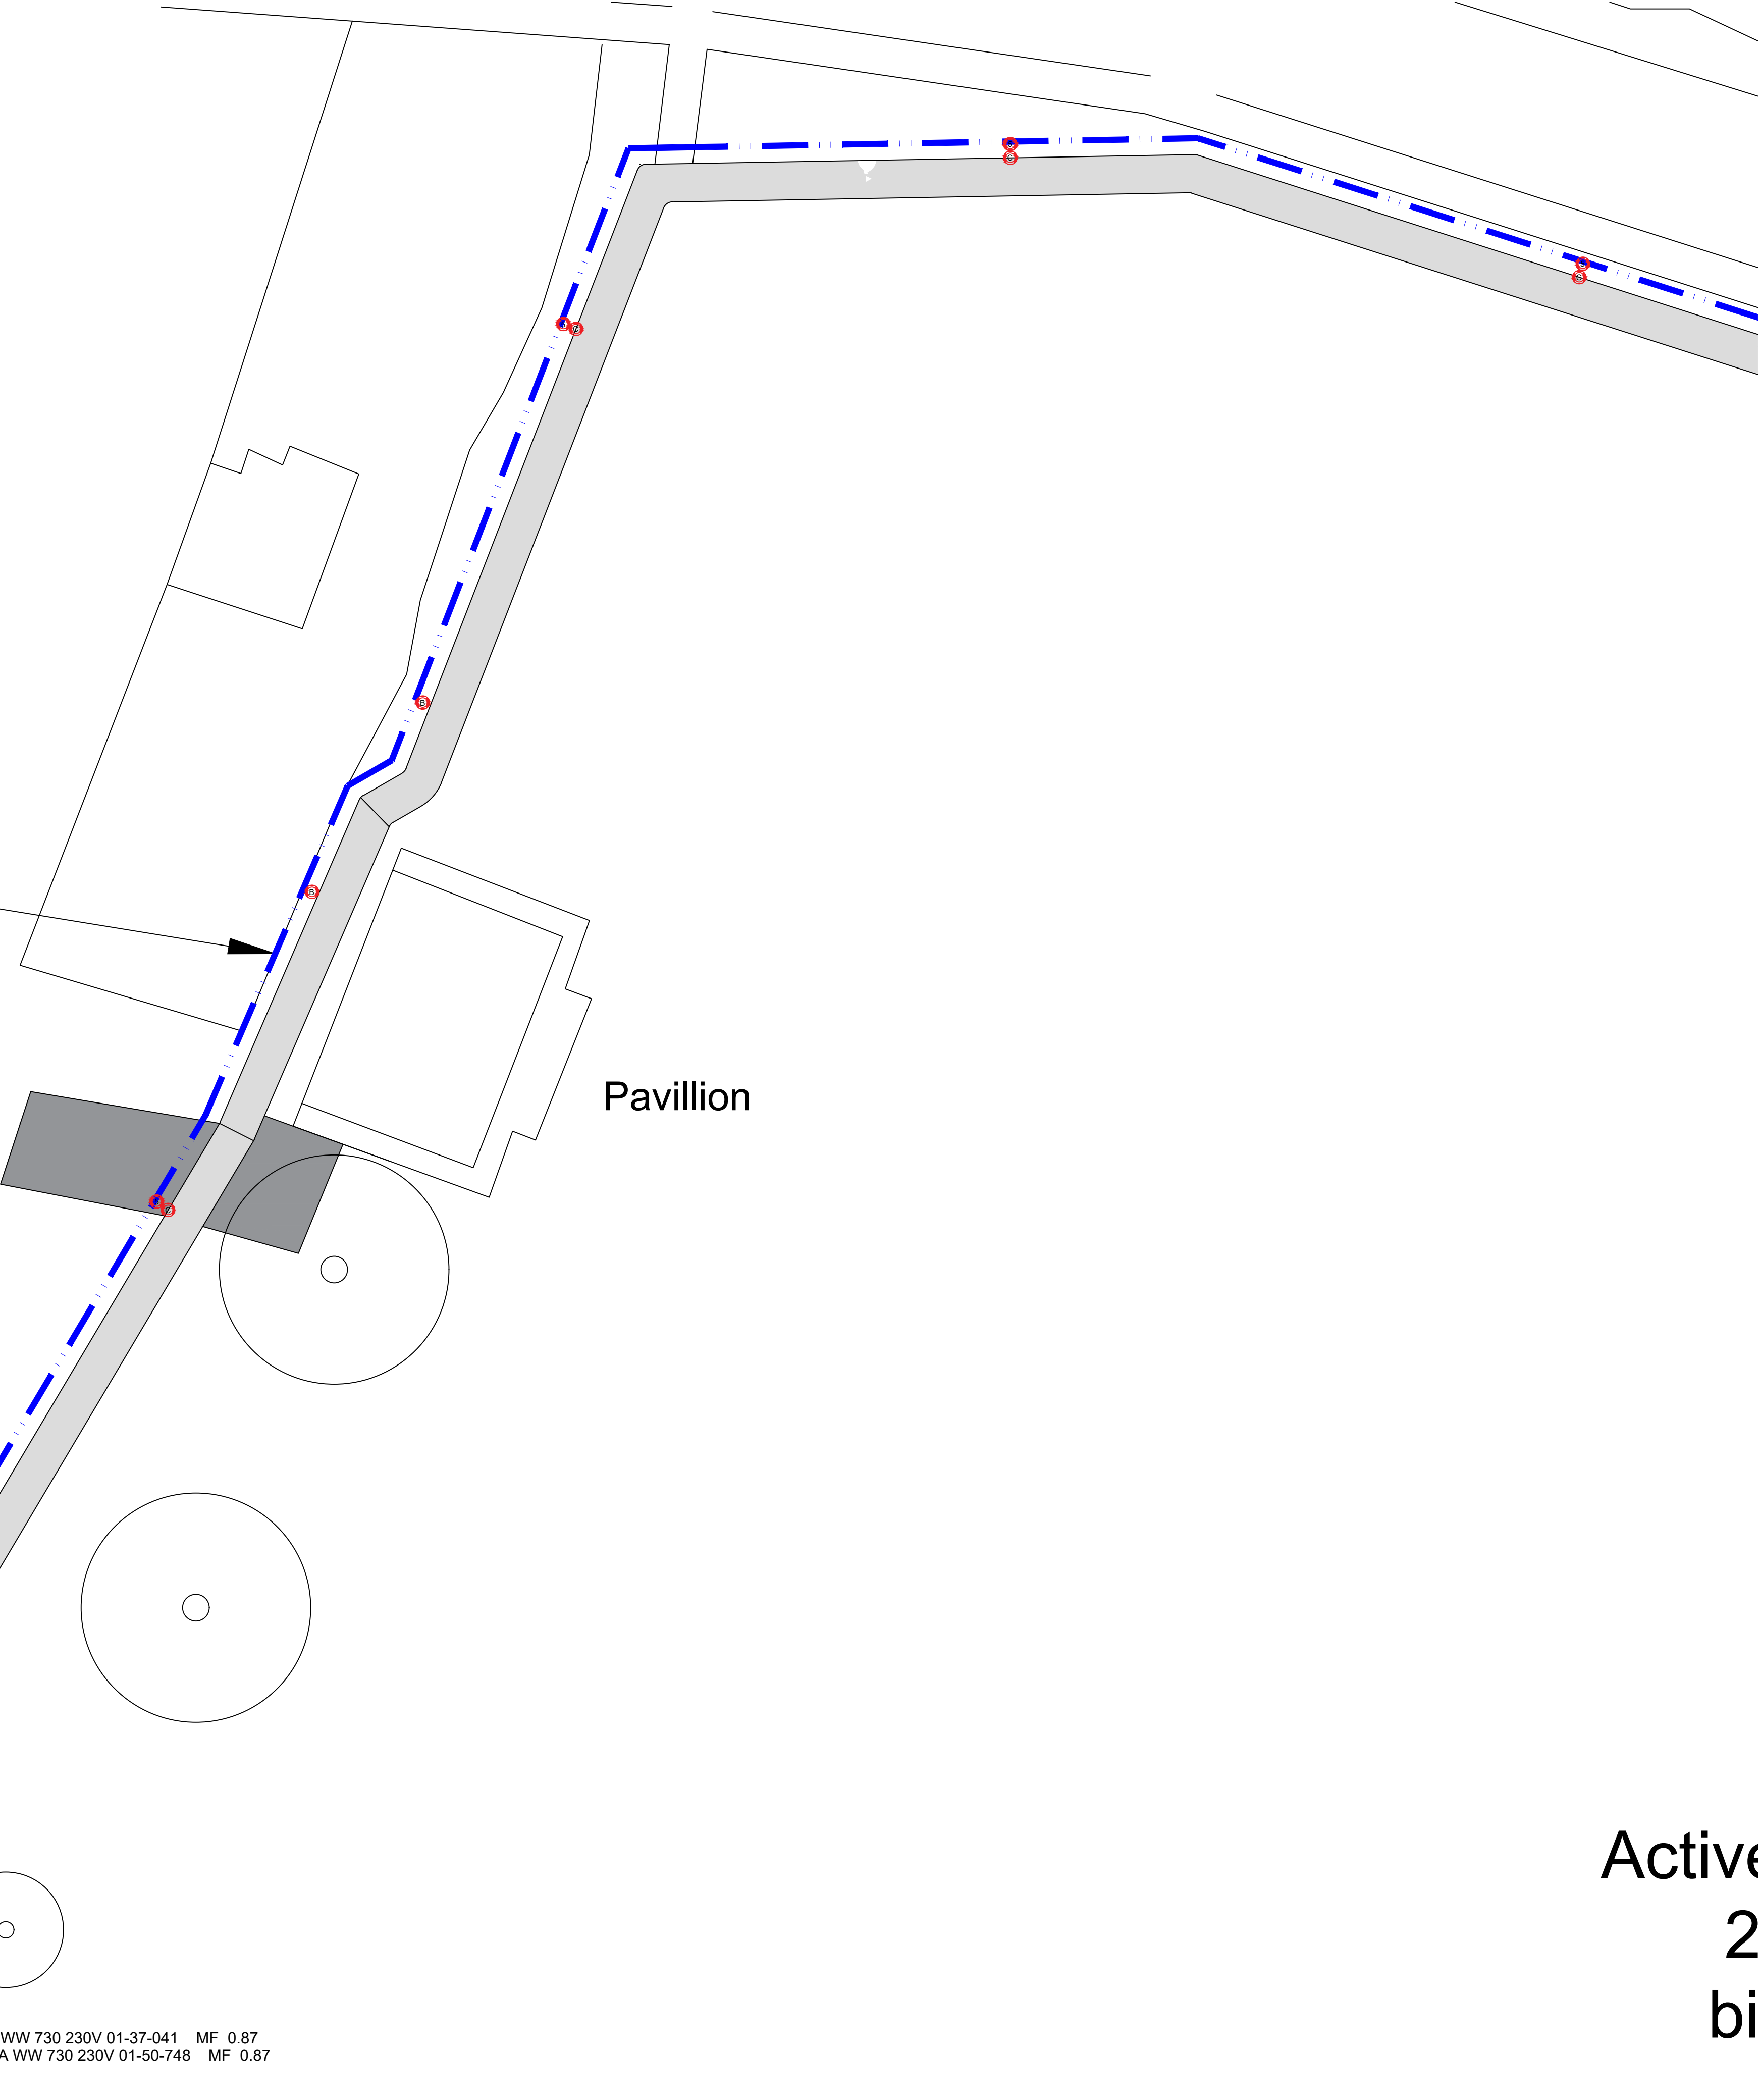 B
B
Pavillion
Active
2
bi
WW 730 230V 01-37-041 MF 0.87
A WW 730 230V 01-50-748 MF 0.87